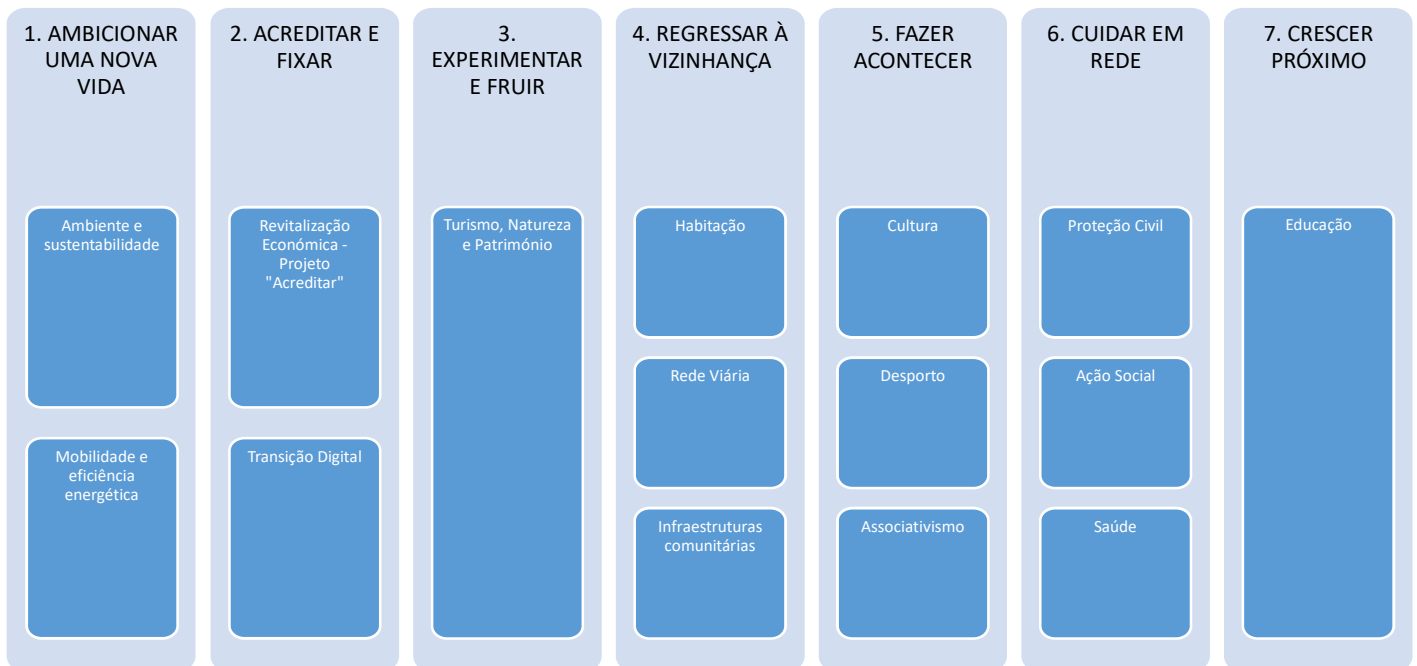 1. AMBICIONAR
UMA NOVA
VIDA
Ambiente e
sustentabilidade
Mobilidade e
eficiência
energética
2. ACREDITAR E
FIXAR
Revitalização
Económica -
Projeto
"Acreditar"
Transição Digital
3.
EXPERIMENTAR
E FRUIR
Turismo, Natureza
e Património
4. REGRESSAR À
VIZINHANÇA
Habitação
Rede Viária
Infraestruturas
comunitárias
5. FAZER
ACONTECER
Cultura
Desporto
Associativismo
6. CUIDAR EM
REDE
Proteção Civil
Ação Social
Saúde
7. CRESCER
PRÓXIMO
Educação